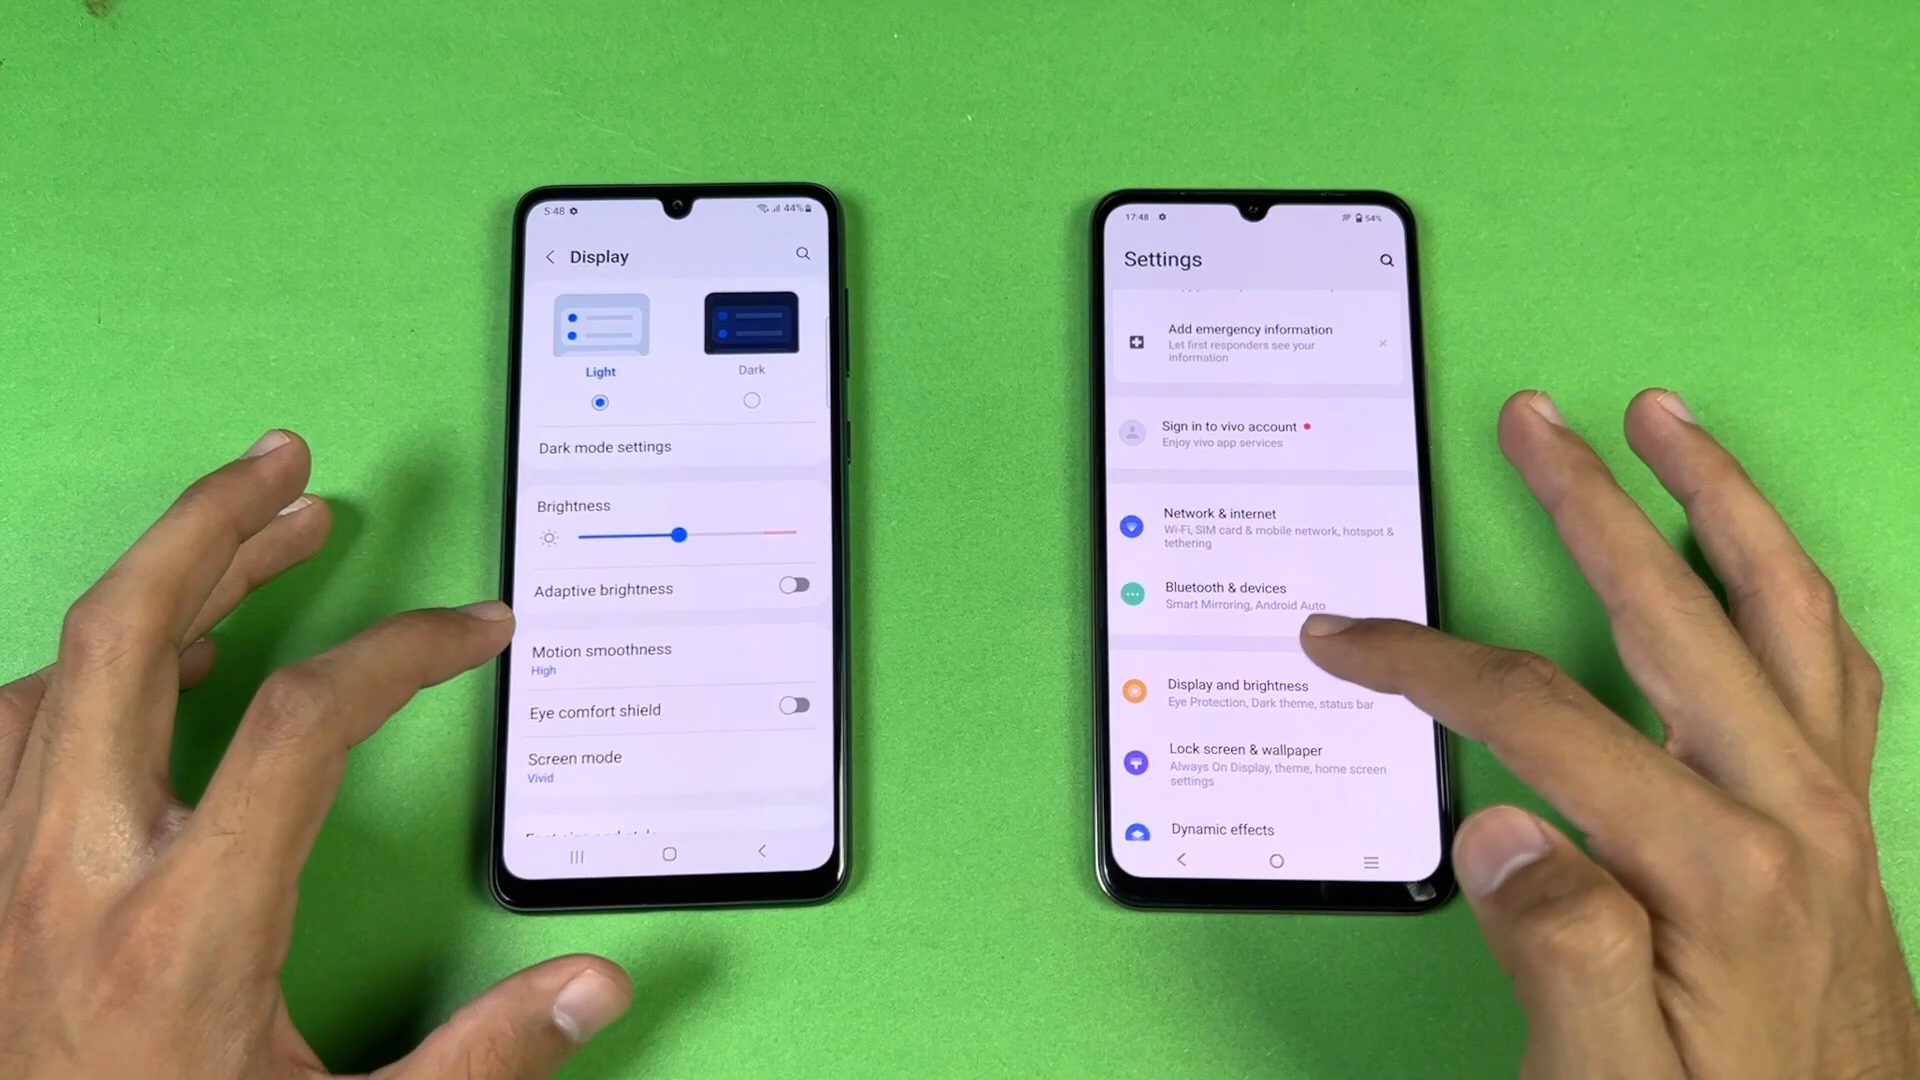 5:48
44%
Display
Light
Dark
Dark mode settings
Brightness
Adaptive brightness
Motion smoothness
High
Eye comfort shield
Screen mode
Vivid
17:48
54%
Settings
Add emergency information
Let first responders see your
information
Sign in to vivo account
Enjoy vivo app services
Network & internet
Wi-Fi, SIM card & mobile network, hotspot &
tethering
Bluetooth & devices
Smart Mirroring, Android Auto
Display and brightness
Eye Protection, Dark theme, status bar
Lock screen & wallpaper
Always On Display, theme, home screen
settings
Dynamic effects